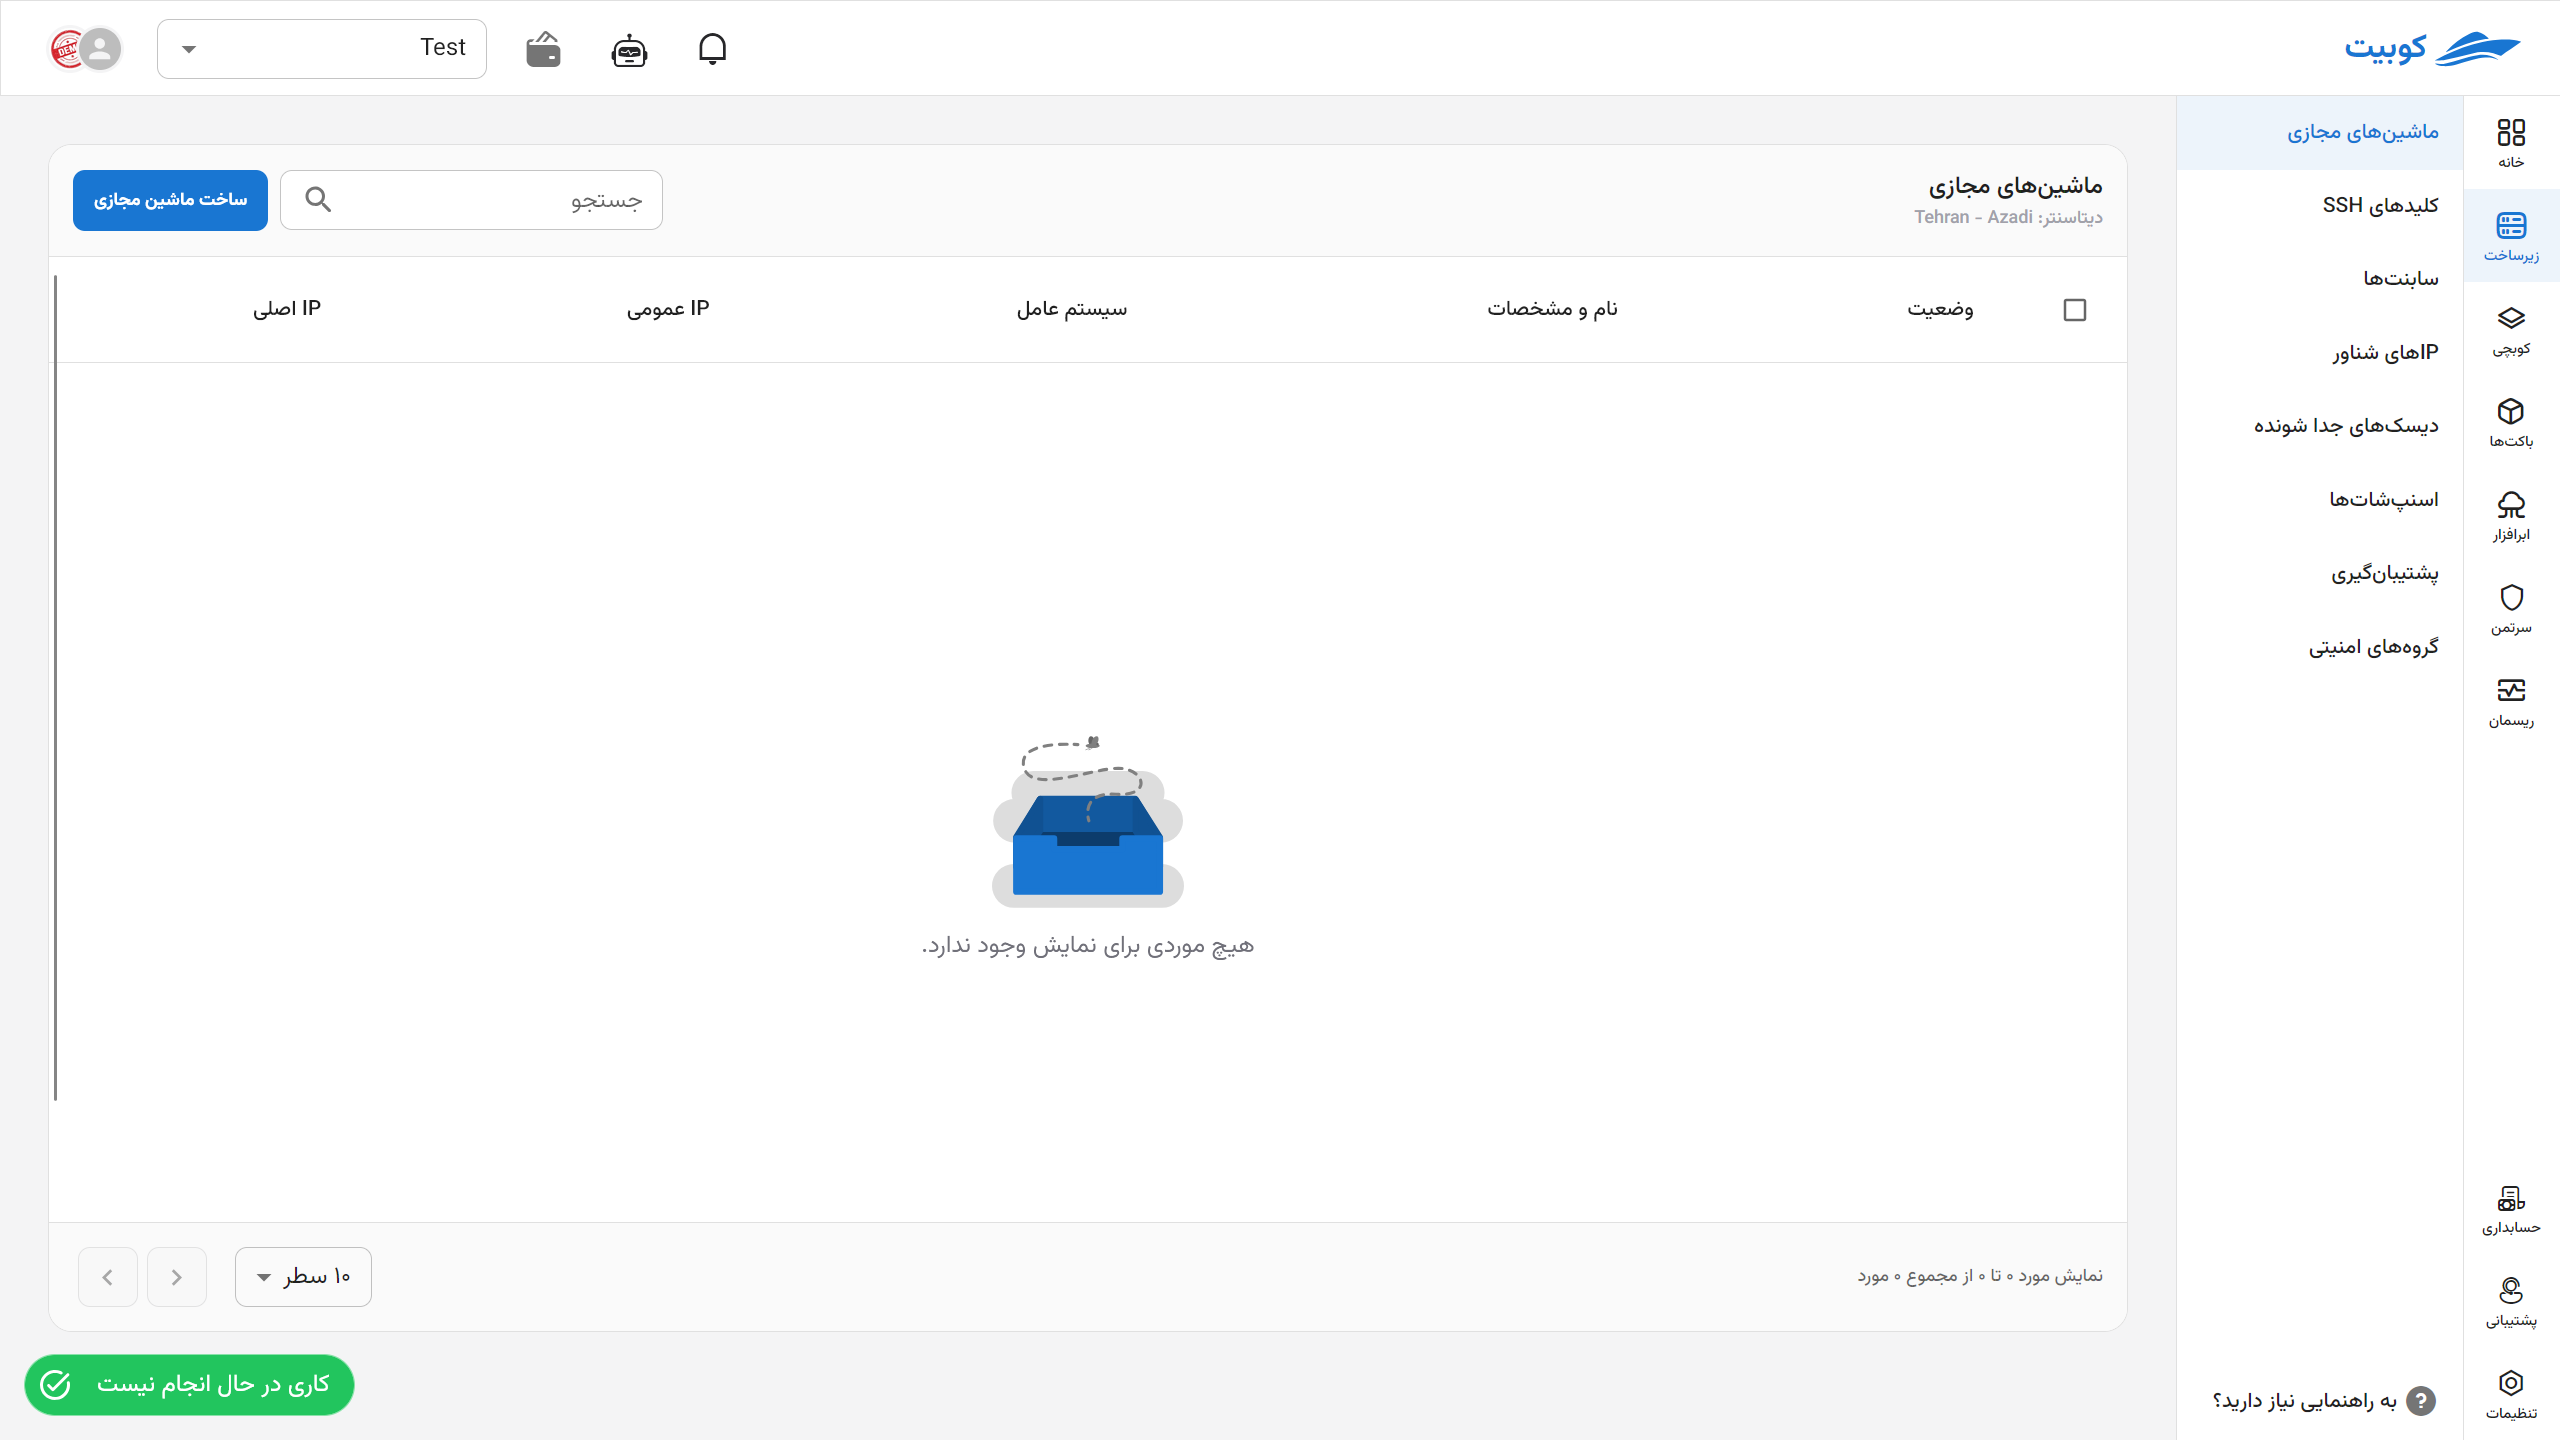 کوبیت
Test
DEMO
خانه
زیرساخت
کوبچی
باکت‌ها
ابرافزار
سرتمن
ریسمان
حسابداری
پشتیبانی
تنظیمات
ماشین‌های مجازی
کلیدهای SSH
سابنت‌ها
IPهای شناور
دیسک‌های جدا شونده
اسنپ‌شات‌ها
پشتیبان‌گیری
گروه‌های امنیتی
به راهنمایی نیاز دارید؟
ماشین‌های مجازی
دیتاسنتر: Tehran - Azadi
جستجو
ساخت ماشین مجازی
وضعیت
نام و مشخصات
سیستم عامل
IP عمومی
IP اصلی
هیچ موردی برای نمایش وجود ندارد.
نمایش مورد ۰ تا ۰ از مجموع ۰ مورد
۱۰ سطر
کاری در حال انجام نیست